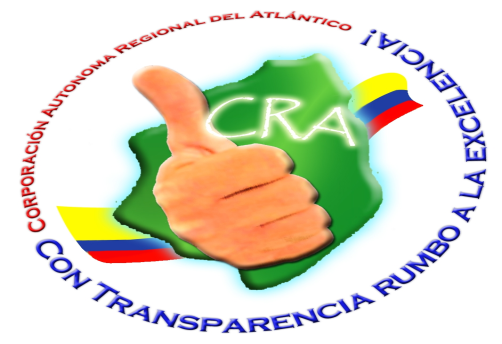 CORPORACIÓN AUTONOMA REGIONAL DEL ATLÁNTICO
CRA
CON TRANSPARENCIA RUMBO A LA EXCELENCIA!